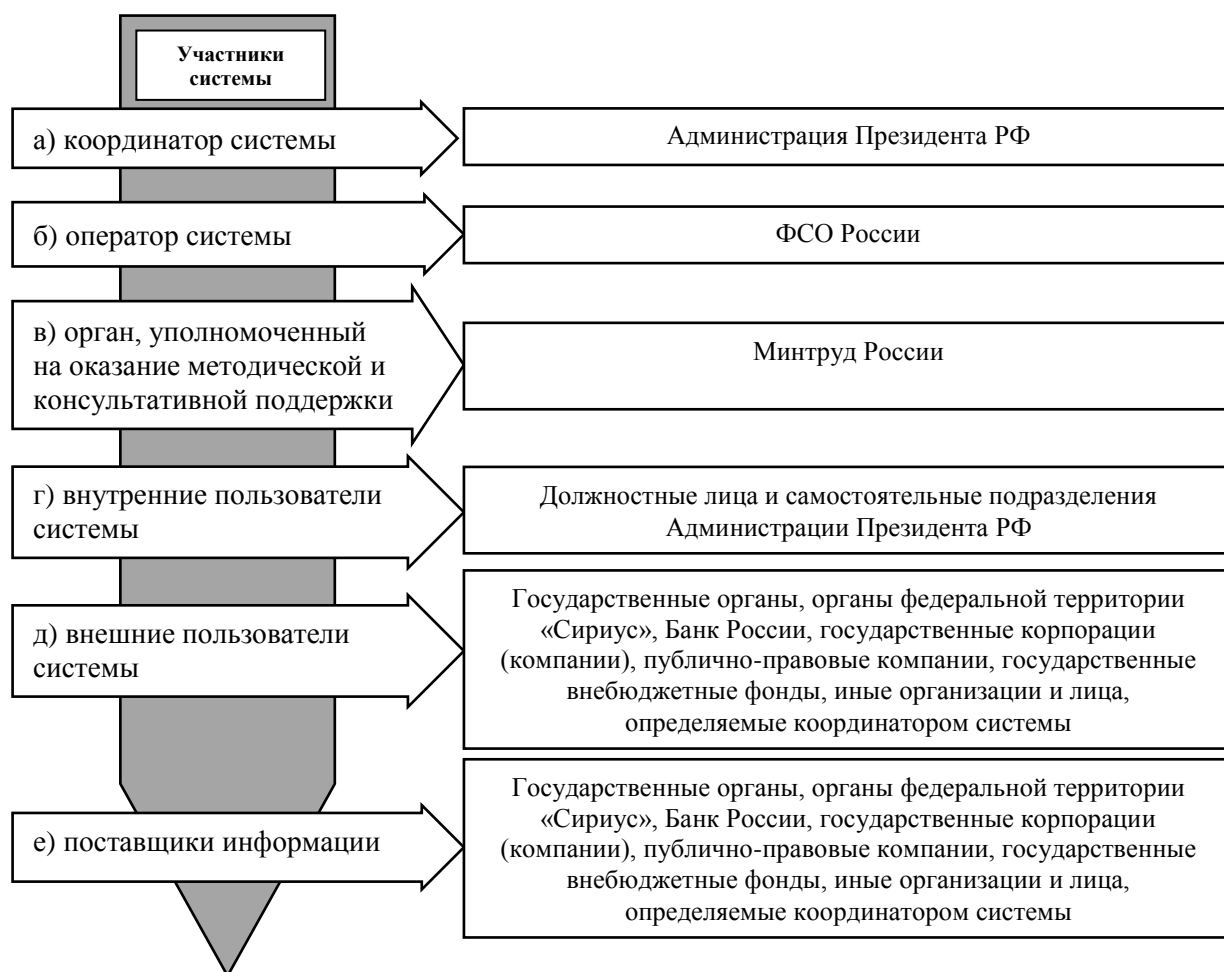 Участники
системы
а) координатор системы
Администрация Президента РФ
б) оператор системы
ФСО России
в) орган, уполномоченный
на оказание методической и
консультативной поддержки
Минтруд России
г) внутренние пользователи
системы
Должностные лица и самостоятельные подразделения
Администрации Президента РФ
д) внешние пользователи
системы
Государственные органы, органы федеральной территории
«Сириус», Банк России, государственные корпорации
(компании), публично-правовые компании, государственные
внебюджетные фонды, иные организации и лица,
определяемые координатором системы
е) поставщики информации
Государственные органы, органы федеральной территории
«Сириус», Банк России, государственные корпорации
(компании), публично-правовые компании, государственные
внебюджетные фонды, иные организации и лица,
определяемые координатором системы